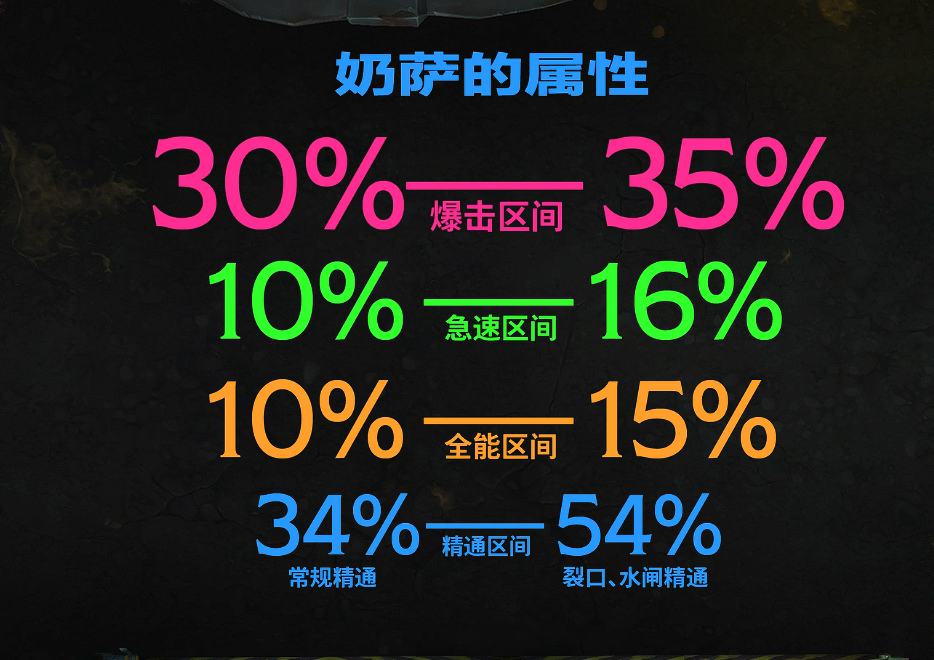 奶萨的属性
30% 35%
爆击区间
10% 16%
急速区间
10% 15%
全能区间
34% 54%
精通区间
常规精通 裂口、水闸精通